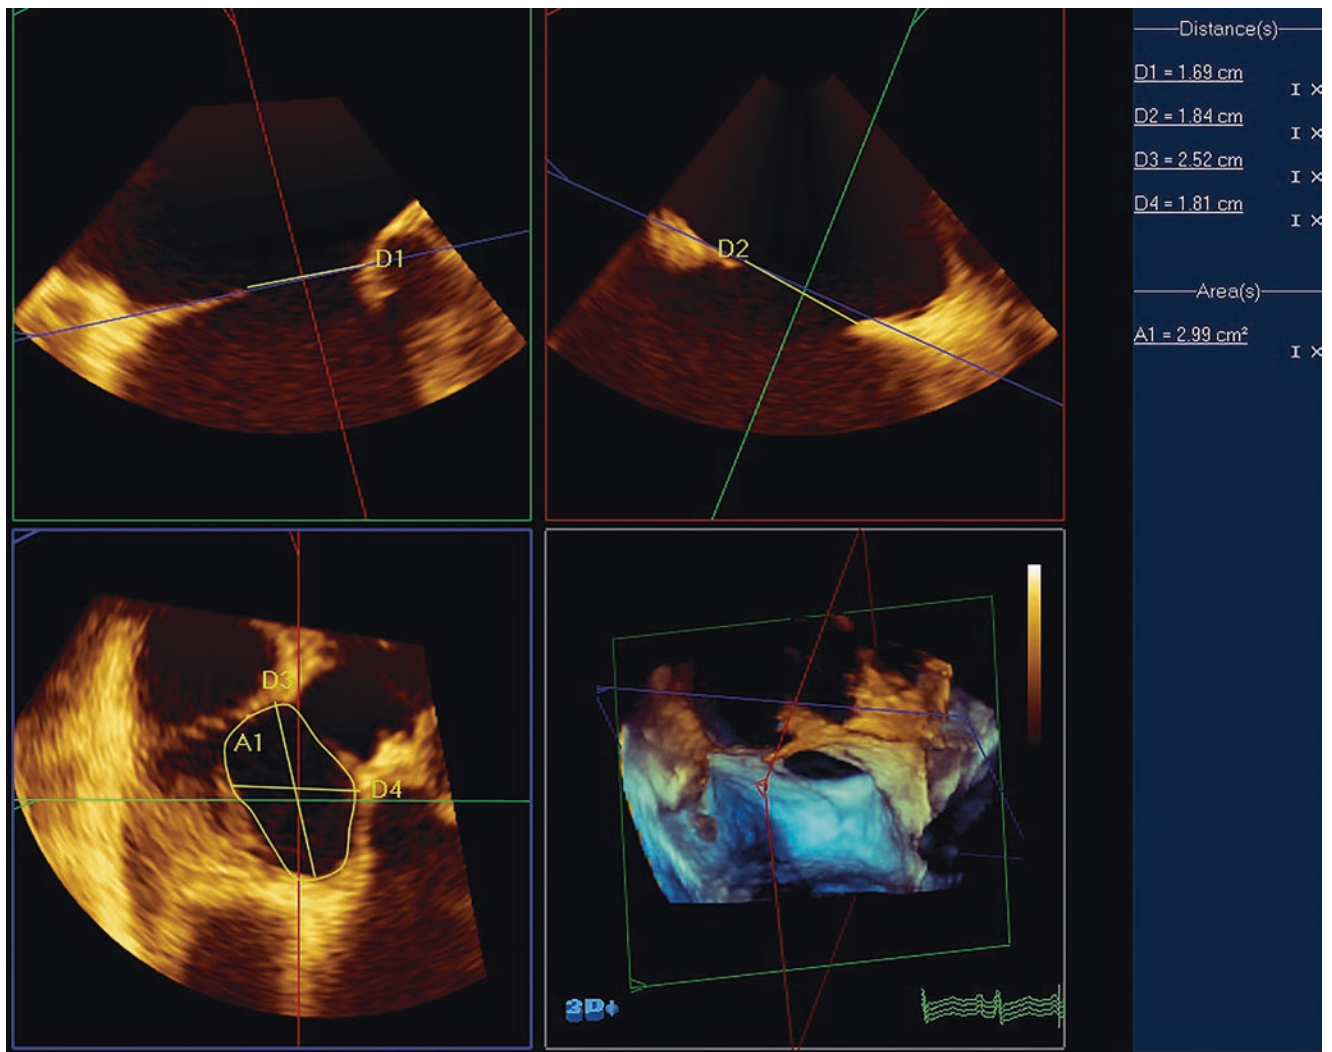 Distance(s)
D1 = 1.69 cm
I X
D2 = 1.84 cm
I X
D3 = 2.52 cm
I X
D4 = 1.81 cm
I X
Area(s)
A1 = 2.99 cm²
I X
D1
D2
D3
A1
D4
3D+